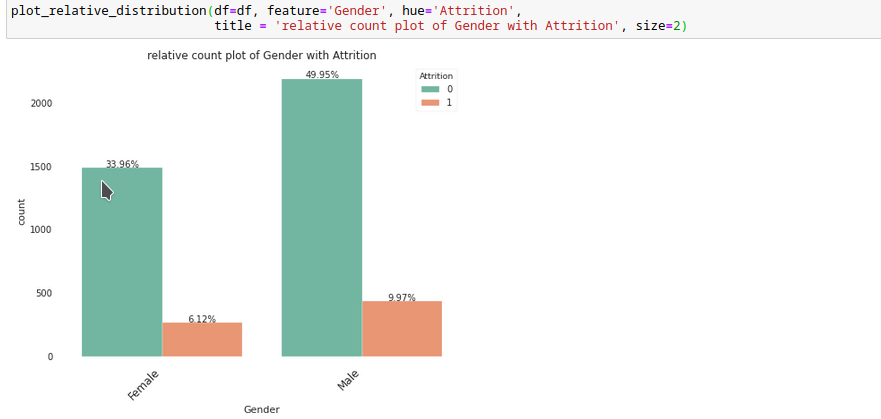 plot_relative_distribution(df=df, feature='Gender', hue='Attrition',
title = 'relative count plot of Gender with Attrition', size=2)
relative count plot of Gender with Attrition
49.95%
Attrition
0
1
2000
33.96%
1500
count
1000
500
9.97%
6.12%
0
Female
Male
Gender